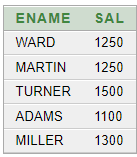 ENAME SAL
WARD 1250
MARTIN 1250
TURNER 1500
ADAMS 1100
MILLER 1300